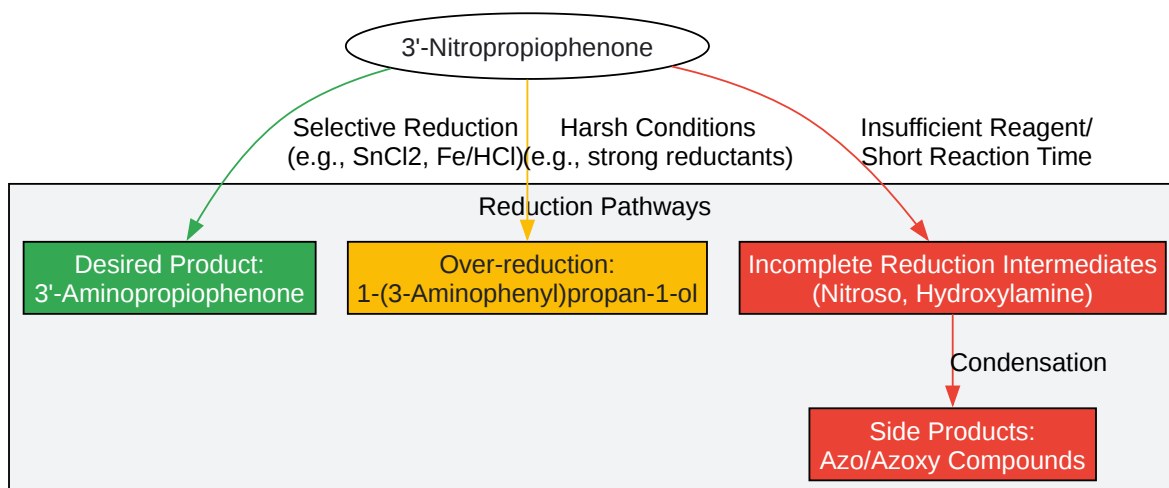 3'-Nitropropiophenone
Selective Reduction
(e.g., SnCl2, Fe/HCl)
Harsh Conditions
(e.g., strong reductants)
Insufficient Reagent/
Short Reaction Time
Reduction Pathways
Desired Product:
3'-Aminopropiophenone
Over-reduction:
1-(3-Aminophenyl)propan-1-ol
Incomplete Reduction Intermediates
(Nitroso, Hydroxylamine)
Condensation
Side Products:
Azo/Azoxy Compounds